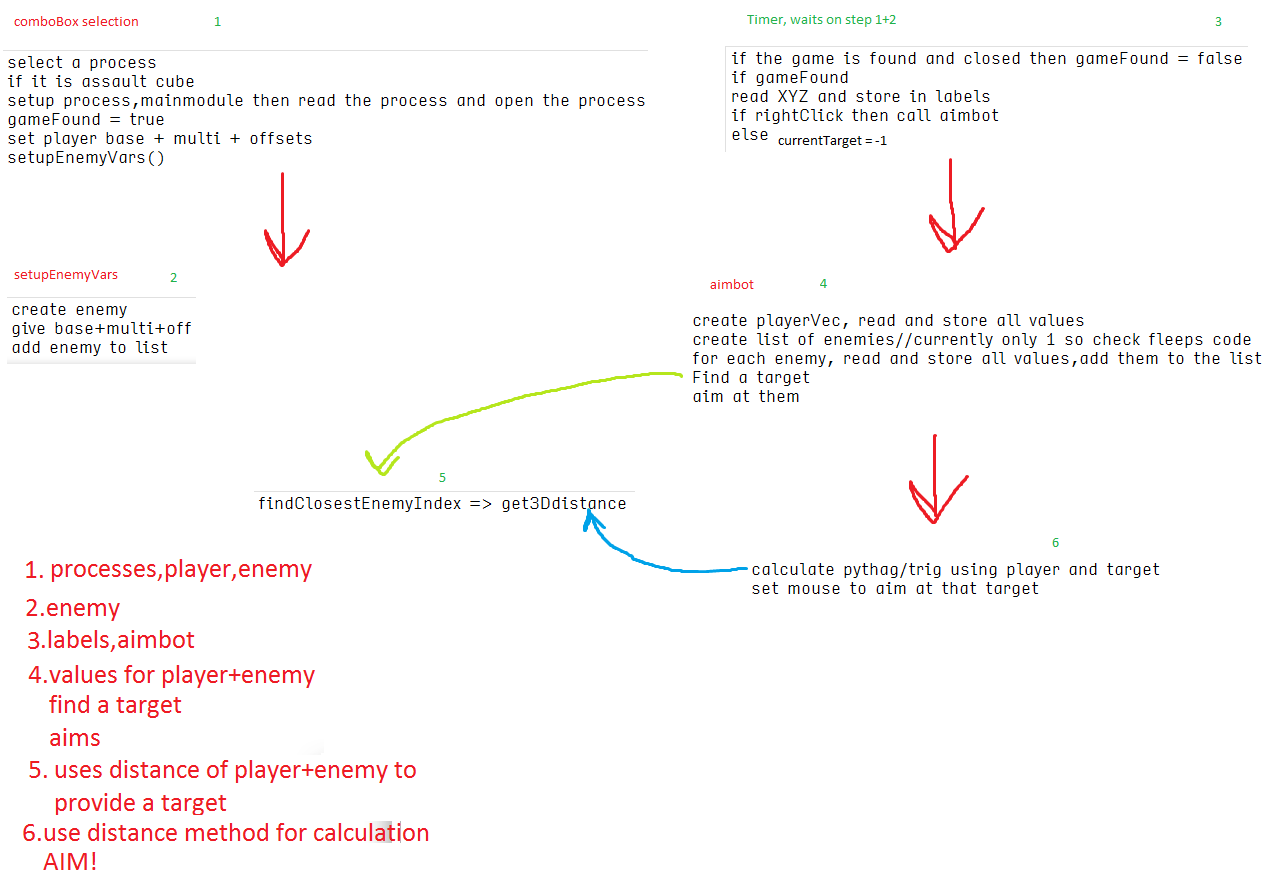 comboBox selection 1
select a process
if it is assault cube
setup process,mainmodule then read the process and open the process
gameFound = true
set player base + multi + offsets
setupEnemyVars()
setupEnemyVars 2
create enemy
give base+multi+off
add enemy to list
Timer, waits on step 1+2 3
if the game is found and closed then gameFound = false
if gameFound
read XYZ and store in labels
if rightClick then call aimbot
else currentTarget = -1
aimbot 4
create playerVec, read and store all values
create list of enemies//currently only 1 so check fleeps code
for each enemy, read and store all values,add them to the list
Find a target
aim at them
5
findClosestEnemyIndex => get3Ddistance
6
calculate pythag/trig using player and target
set mouse to aim at that target
1. processes,player,enemy
2.enemy
3.labels,aimbot
4.values for player+enemy
find a target
aims
5. uses distance of player+enemy to
provide a target
6.use distance method for calculation
AIM!